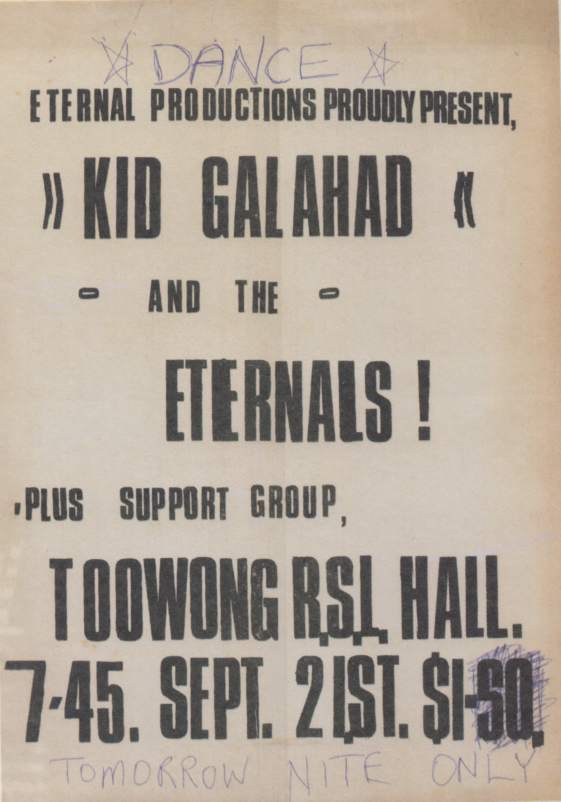 ☆ DANCE ☆
ETERNAL PRODUCTIONS PROUDLY PRESENT,
» KID GALAHAD «
- AND THE -
ETERNALS !
·PLUS SUPPORT GROUP,
TOOWONG R.S.L. HALL.
7·45. SEPT. 21ST. $1·50.
TOMORROW NITE ONLY